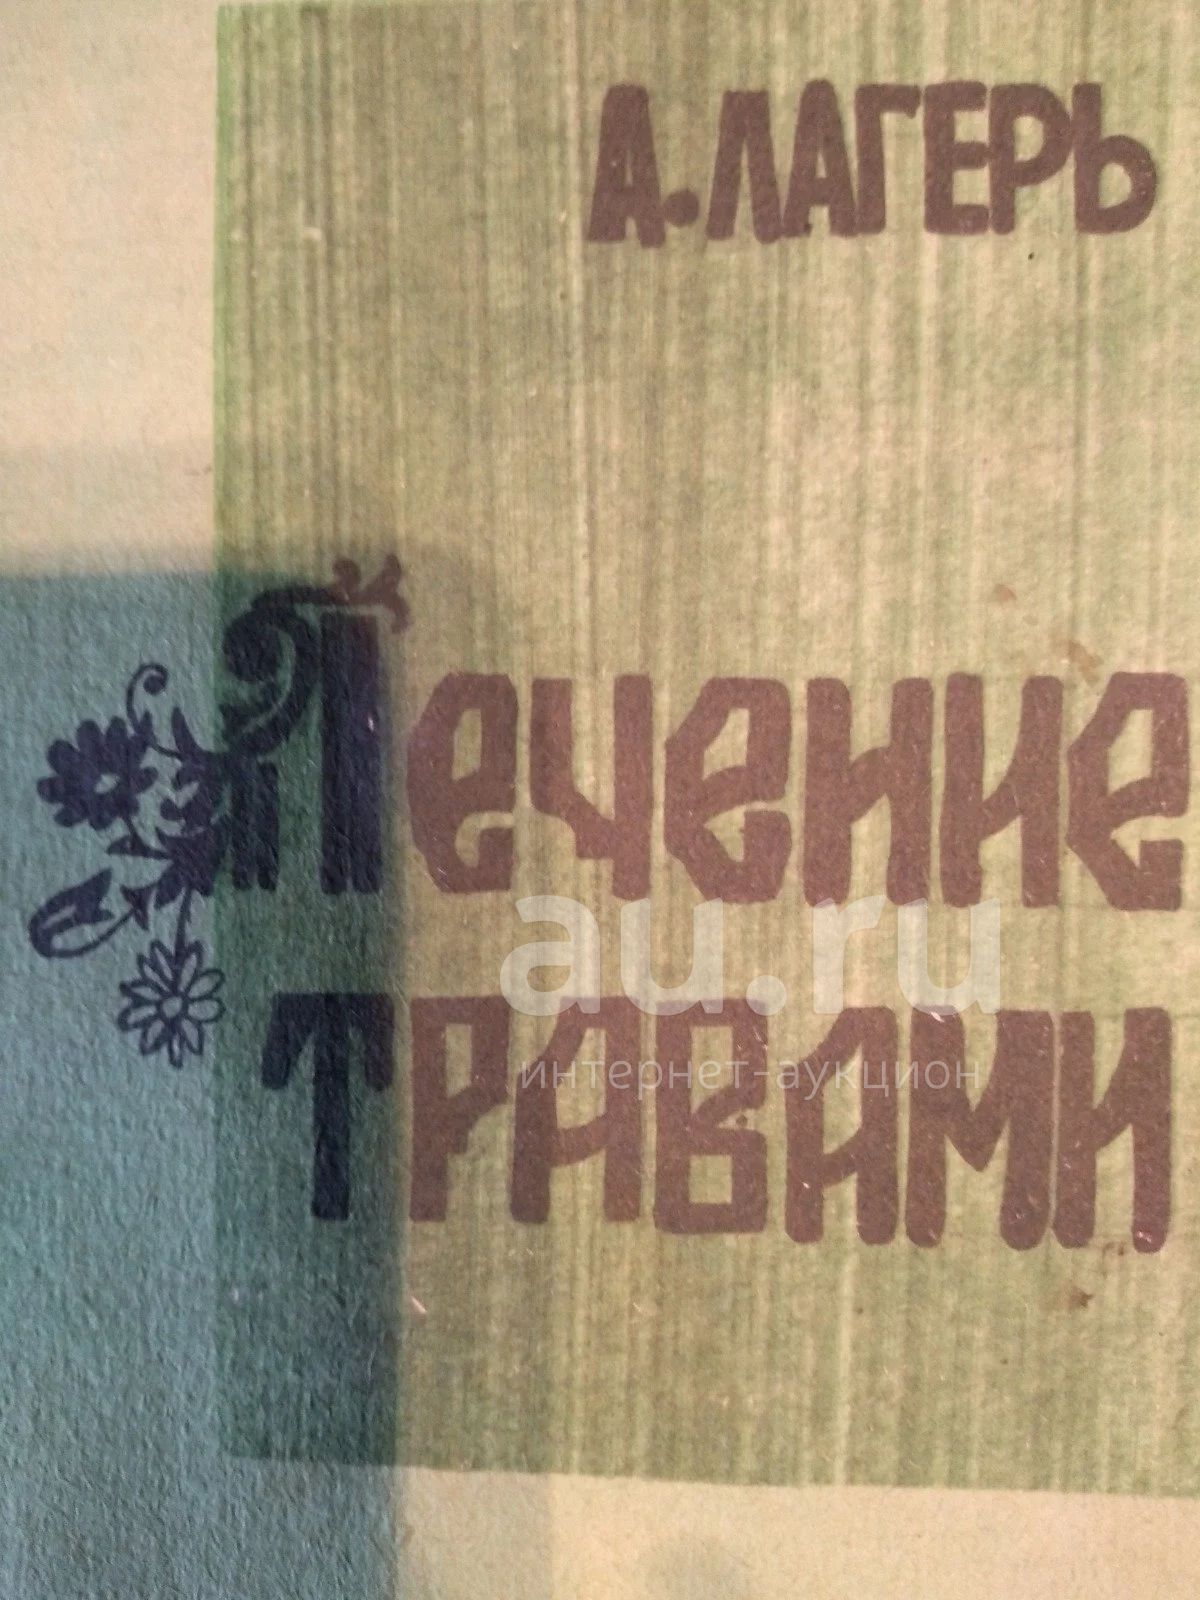 А. ЛАГЕРЬ
Лечение
травами
au.ru
интернет-аукцион